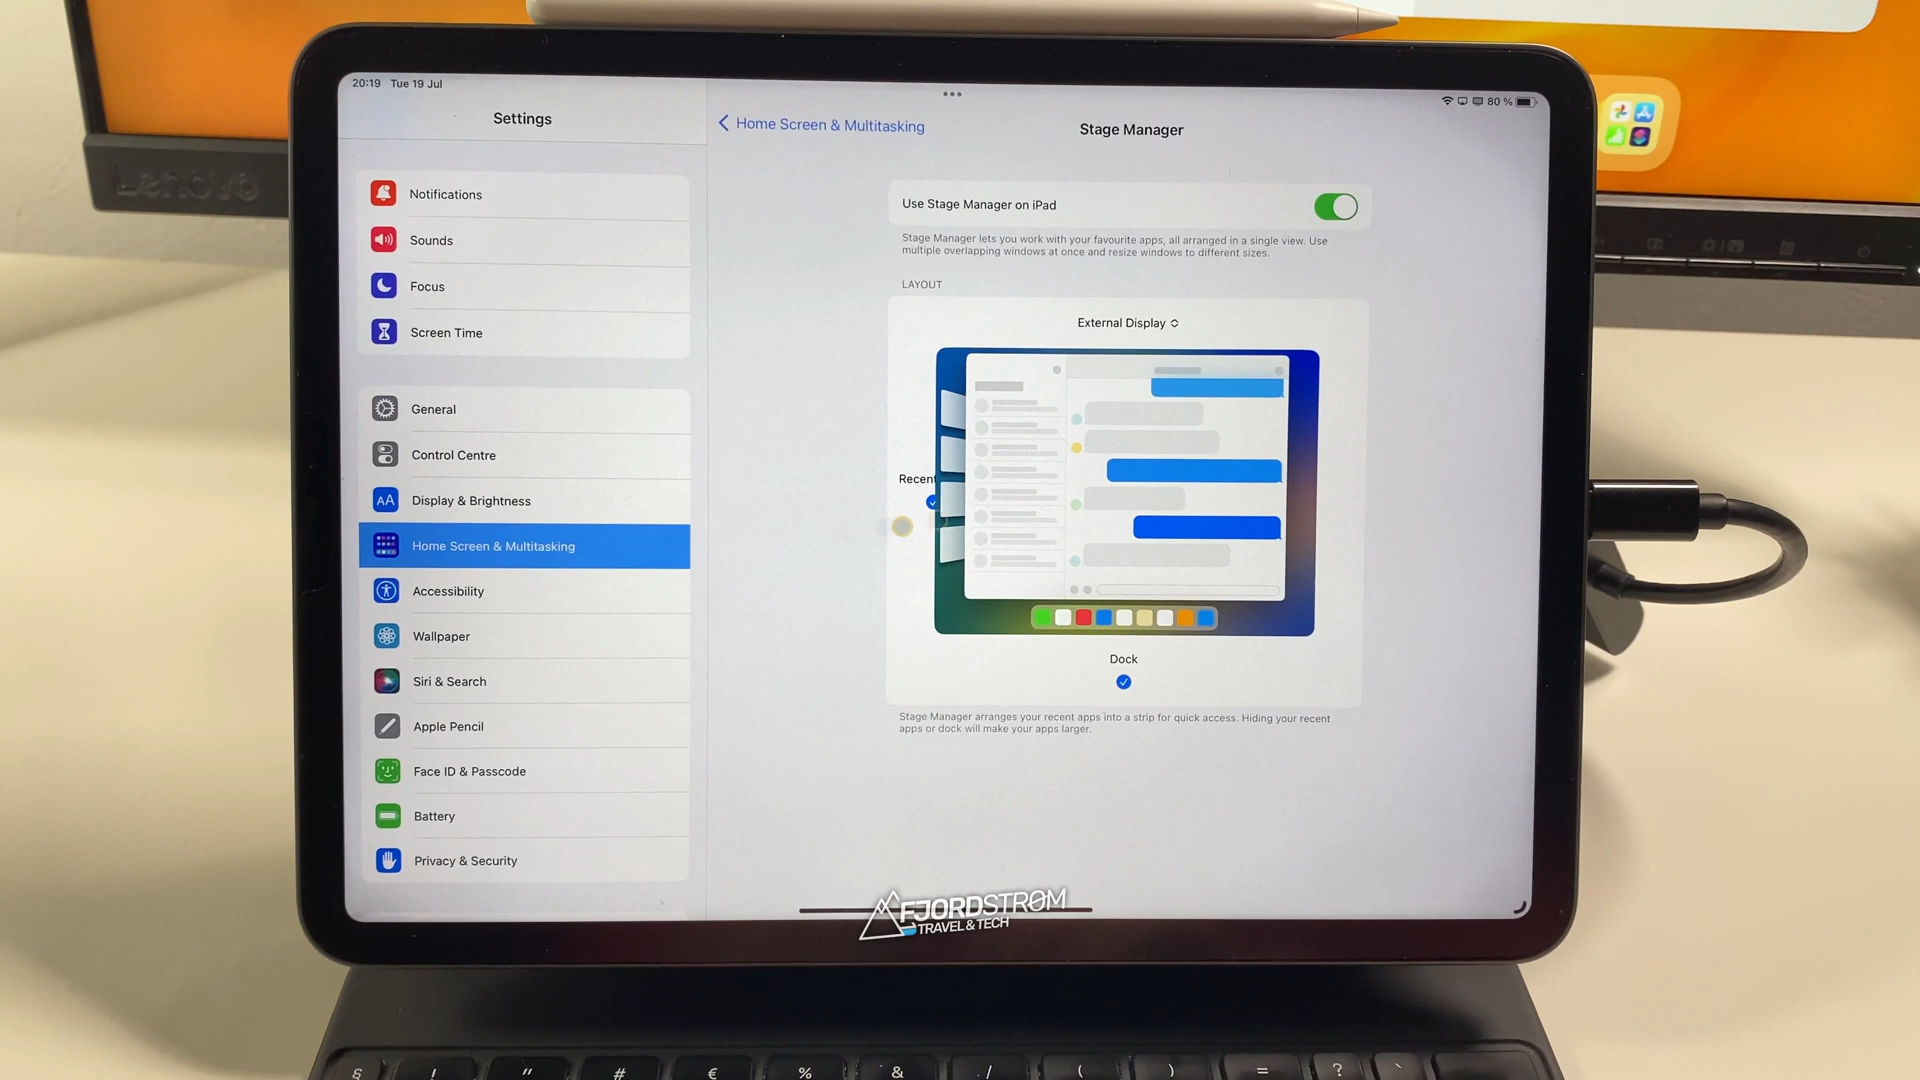 20:19 Tue 19 Jul
80 %
Settings
Home Screen & Multitasking
Stage Manager
Notifications
Sounds
Focus
Screen Time
General
Control Centre
AA Display & Brightness
Home Screen & Multitasking
Accessibility
Wallpaper
Siri & Search
Apple Pencil
Face ID & Passcode
Battery
Privacy & Security
Use Stage Manager on iPad
Stage Manager lets you work with your favourite apps, all arranged in a single view. Use
multiple overlapping windows at once and resize windows to different sizes.
LAYOUT
External Display
Recent
Dock
Stage Manager arranges your recent apps into a strip for quick access. Hiding your recent
apps or dock will make your apps larger.
Lenovo
FJORDSTROM
TRAVEL & TECH
§ ! " # € % & / ( ) = ? `